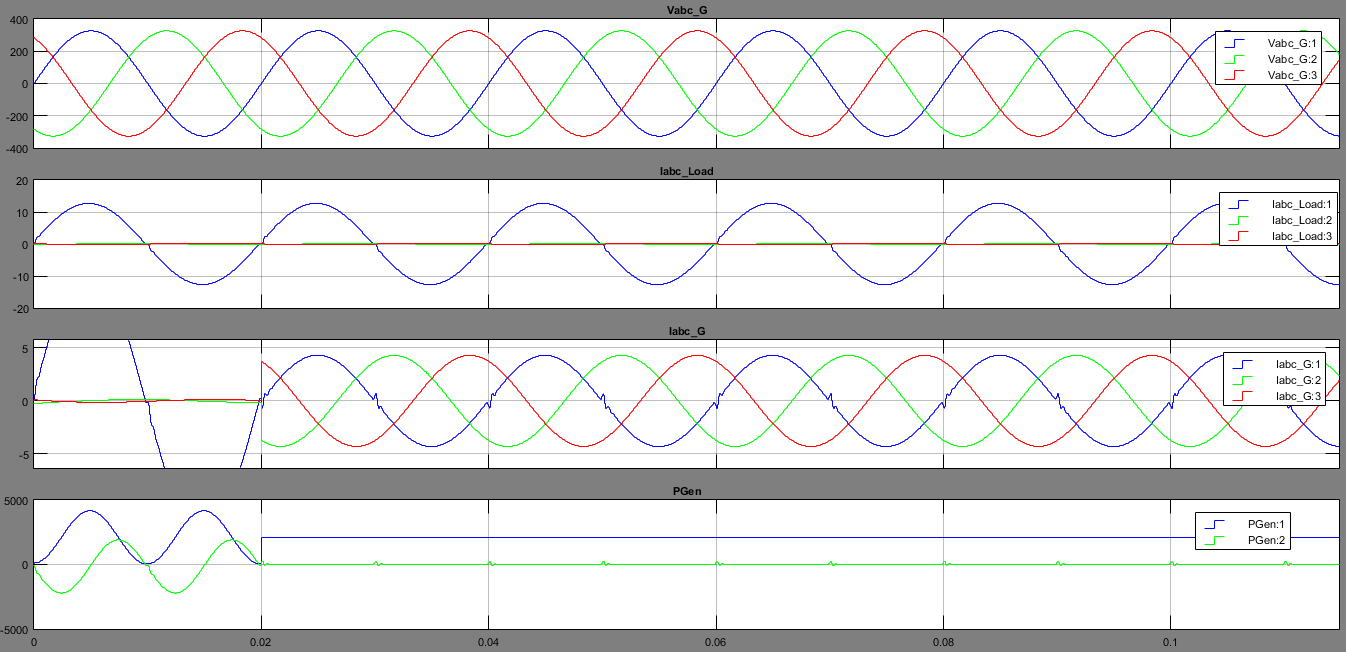 Vabc_G
400
200
0
-200
-400
Vabc_G:1
Vabc_G:2
Vabc_G:3
Iabc_Load
20
10
0
-10
-20
Iabc_Load:1
Iabc_Load:2
Iabc_Load:3
Iabc_G
5
0
-5
Iabc_G:1
Iabc_G:2
Iabc_G:3
PGen
5000
0
-5000
PGen:1
PGen:2
0 0.02 0.04 0.06 0.08 0.1